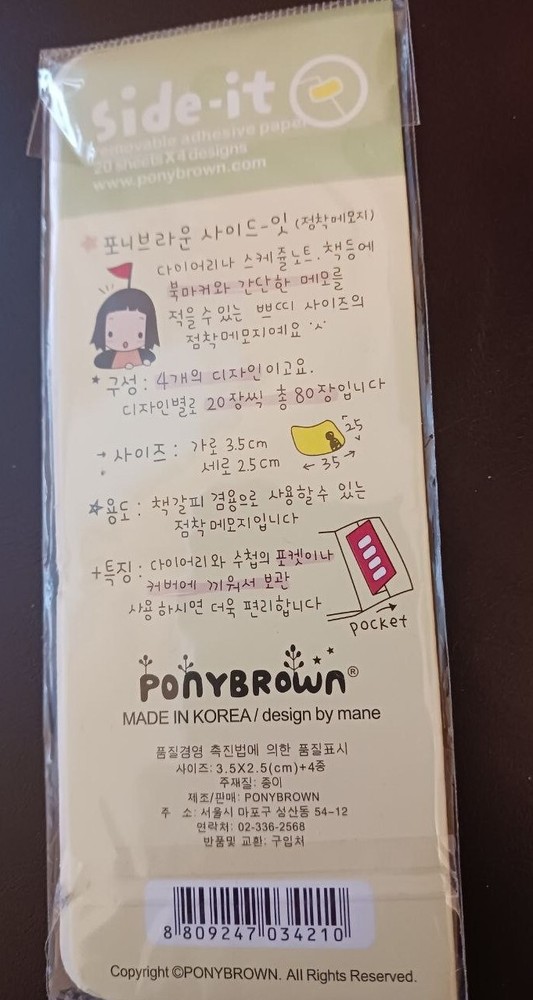 side-it
removable adhesive paper
20 sheets X 4 designs
www.ponybrown.com
포니브라운 사이드-잇 (점착메모지)
다이어리나 스케쥴노트. 책등에
북마커와 간단한 메모를
적을 수 있는 쁘띠 사이즈의
점착메모지예요 ^^
* 구성 : 4개의 디자인이고요.
디자인별로 20장씩 총 80장입니다
→ 사이즈 : 가로 3.5cm
세로 2.5cm
25
← 35 →
☆용도 : 책갈피 겸용으로 사용할 수 있는
점착메모지입니다
+특징 : 다이어리와 수첩의 포켓이나
커버에 끼워서 보관
사용하시면 더욱 편리합니다
pocket
PONYBROWN®
MADE IN KOREA / design by mane
품질경영 촉진법에 의한 품질표시
사이즈: 3.5X2.5(cm)+4종
주재질: 종이
제조/판매: PONYBROWN
주 소: 서울시 마포구 성산동 54-12
연락처: 02-336-2568
반품및 교환: 구입처
8 809247 034210
Copyright ©PONYBROWN. All Rights Reserved.